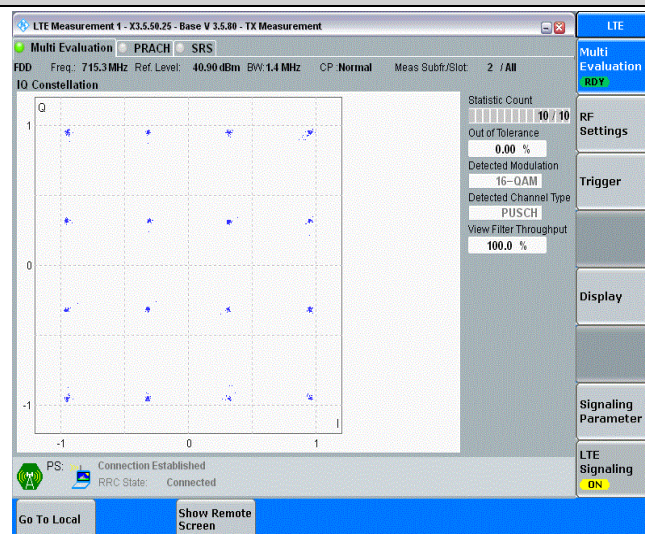 LTE Measurement 1 - X3.5.50.25 - Base V 3.5.80 - TX Measurement
LTE
Multi Evaluation PRACH SRS
FDD Freq.: 715.3 MHz Ref. Level: 40.90 dBm BW: 1.4 MHz CP :Normal Meas Subfr./Slot: 2 / All
IQ Constellation
Q
1
0
-1
I
-1 0 1
Statistic Count
10 / 10
Out of Tolerance
0.00 %
Detected Modulation
16-QAM
Detected Channel Type
PUSCH
View Filter Throughput
100.0 %
Multi
Evaluation
RDY
RF
Settings
Trigger
Display
Signaling
Parameter
LTE
Signaling
ON
PS: Connection Established
RRC State: Connected
Go To Local
Show Remote
Screen